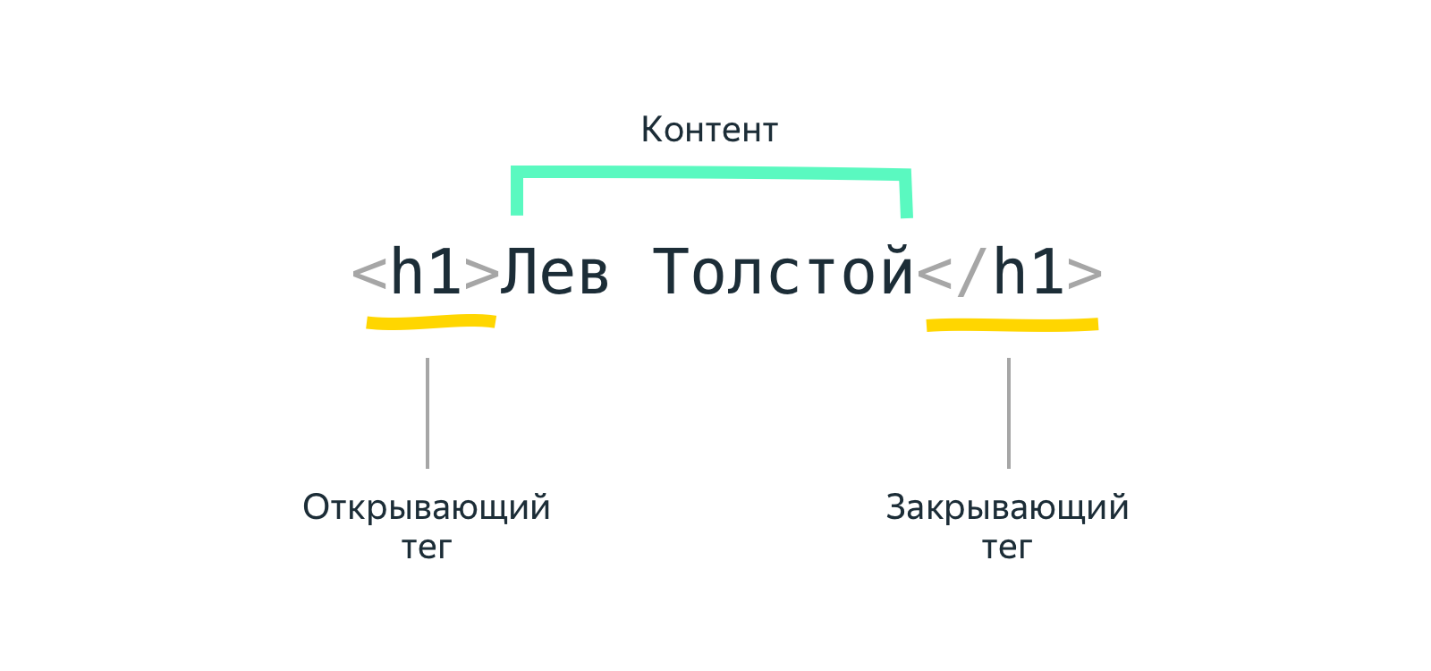 Контент
<h1>Лев Толстой</h1>
Открывающий
тег
Закрывающий
тег